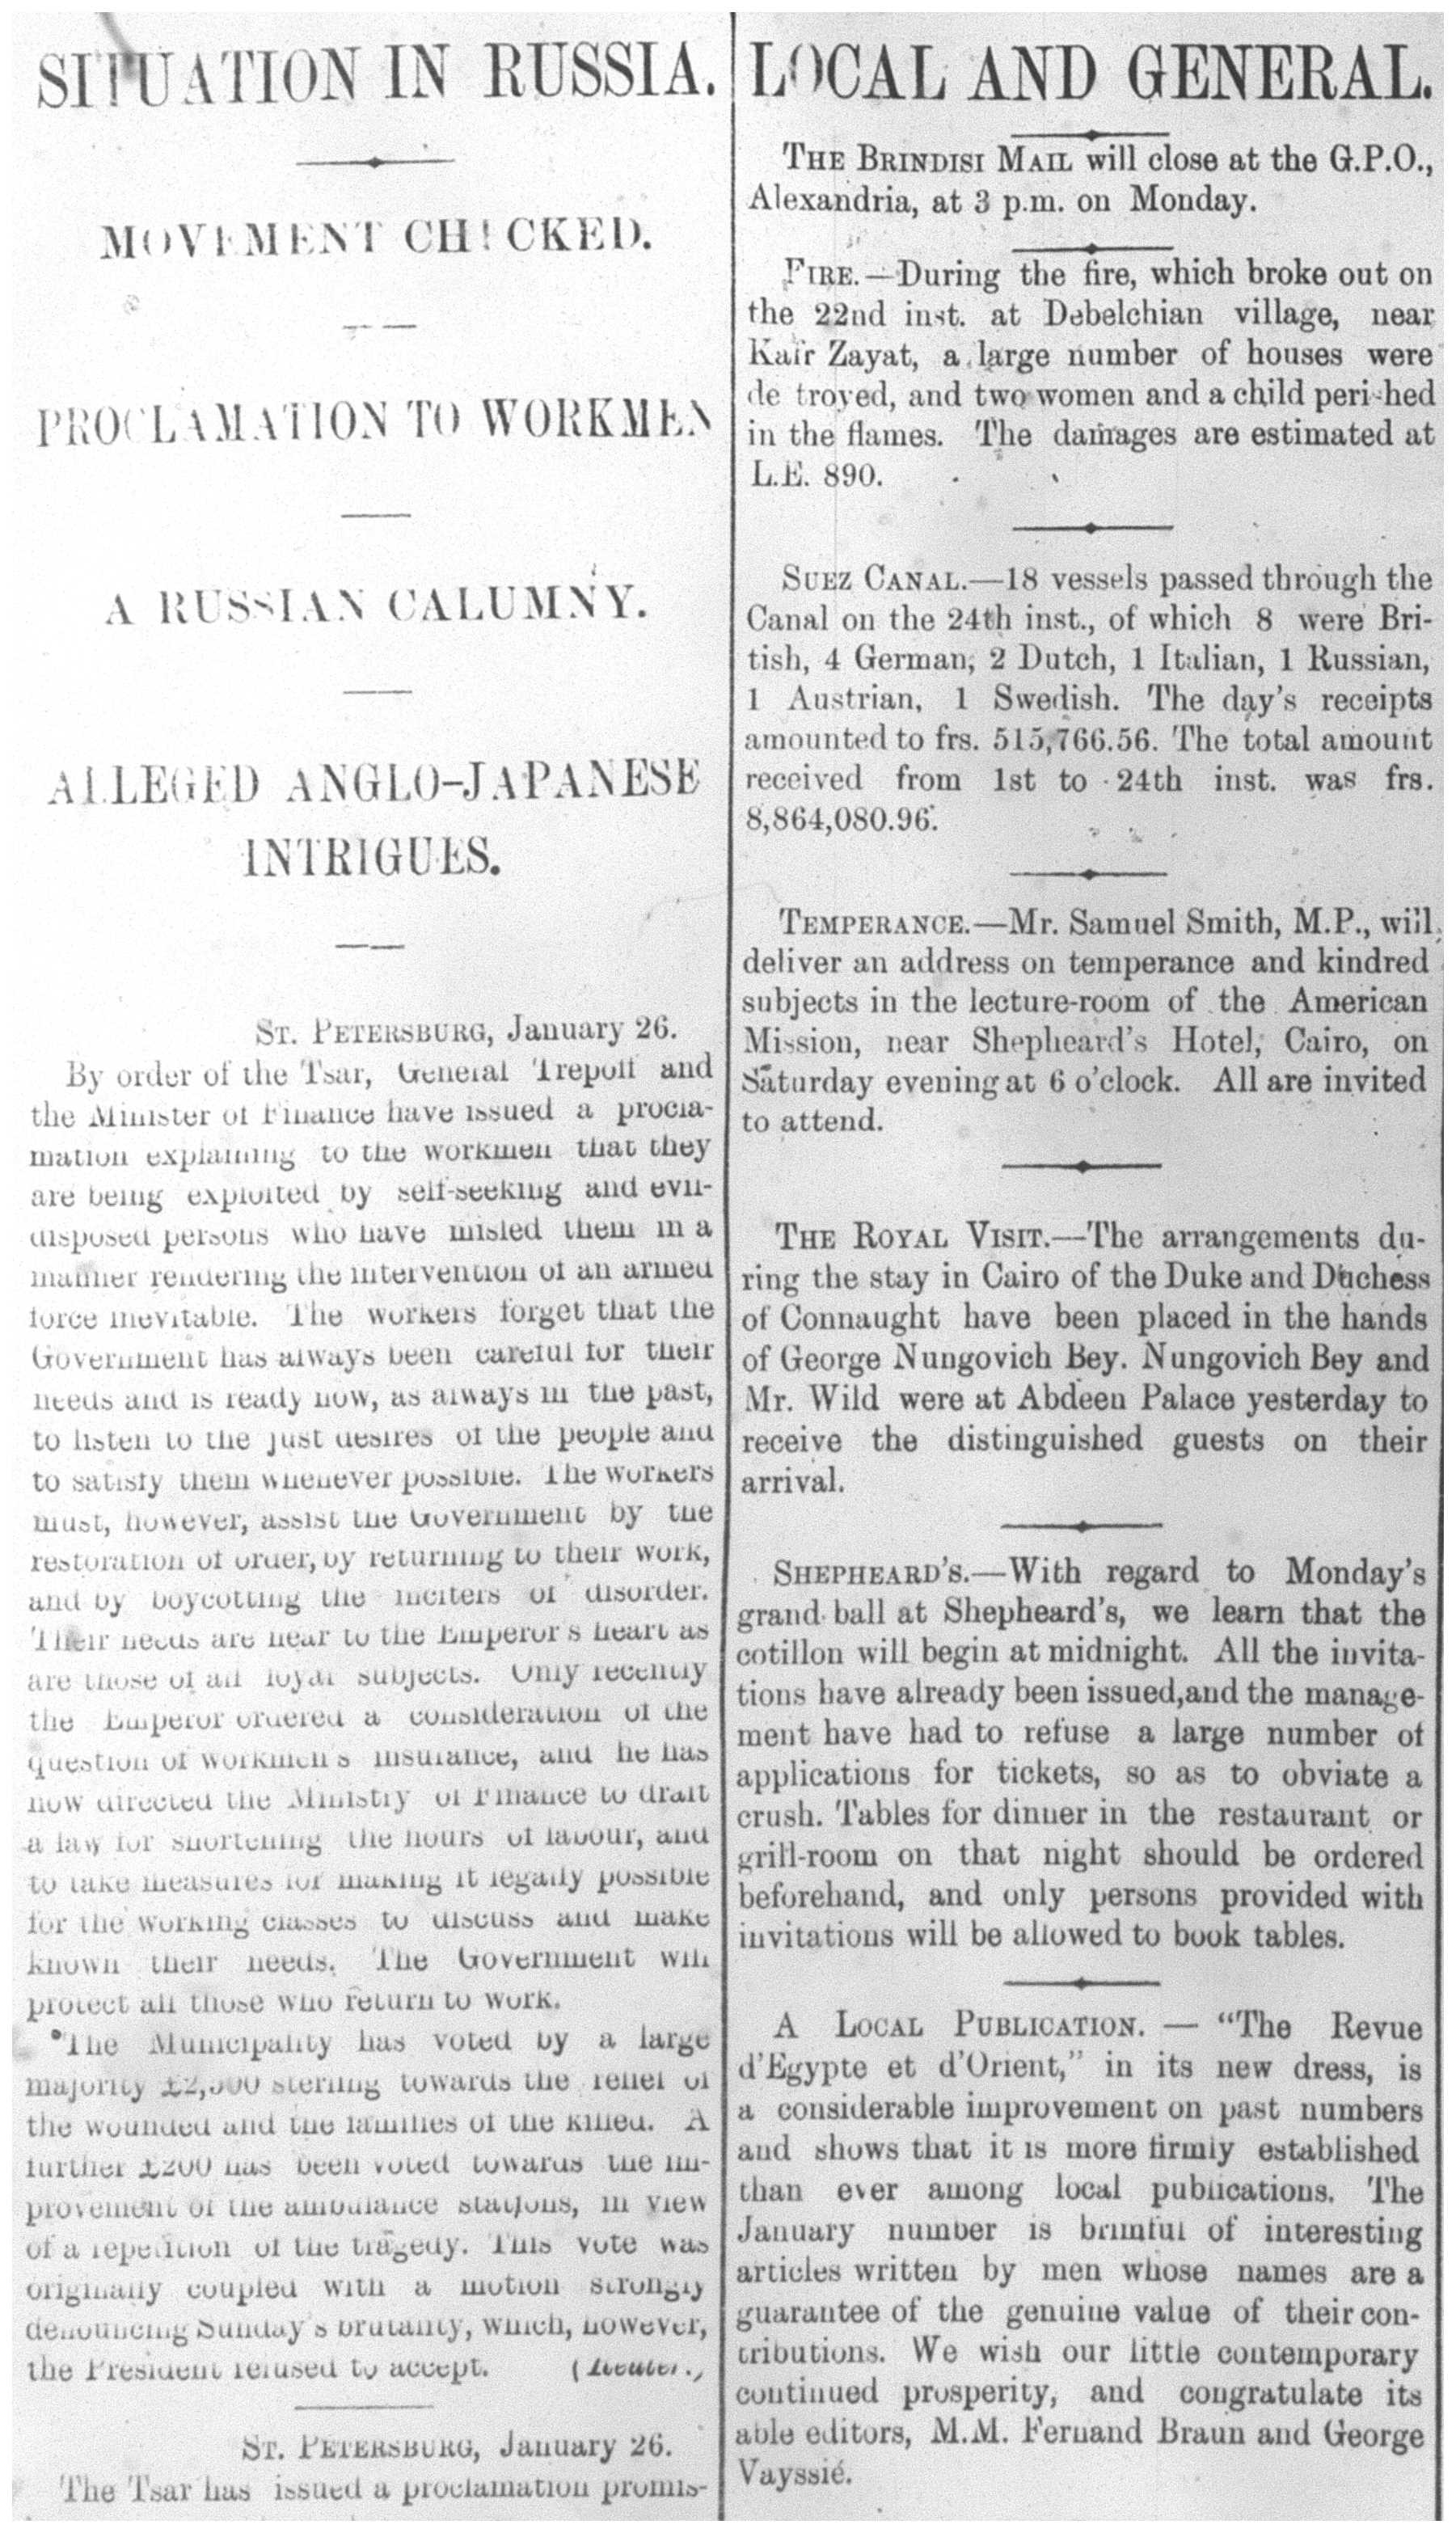 SITUATION IN RUSSIA.
MOVEMENT CHECKED.
PROCLAMATION TO WORKMEN
A RUSSIAN CALUMNY.
ALLEGED ANGLO-JAPANESE
INTRIGUES.
ST. PETERSBURG, January 26.
By order of the Tsar, General Trepoff and
the Minister of Finance have issued a procla-
mation explaining to the workmen that they
are being exploited by self-seeking and evil-
disposed persons who have misled them in a
manner rendering the intervention of an armed
force inevitable. The workers forget that the
Government has always been careful for their
needs and is ready now, as always in the past,
to listen to the just desires of the people and
to satisfy them whenever possible. The workers
must, however, assist the Government by the
restoration of order, by returning to their work,
and by boycotting the inciters of disorder.
Their needs are near to the Emperor's heart as
are those of all loyal subjects. Only recently
the Emperor ordered a consideration of the
question of workmen's insurance, and he has
now directed the Ministry of Finance to draft
a law for shortening the hours of labour, and
to take measures for making it legally possible
for the working classes to discuss and make
known their needs. The Government will
protect all those who return to work.
The Municipality has voted by a large
majority £2,500 sterling towards the relief of
the wounded and the families of the killed. A
further £200 has been voted towards the im-
provement of the ambulance stations, in view
of a repetition of the tragedy. This vote was
originally coupled with a motion strongly
denouncing Sunday's brutality, which, however,
the President refused to accept. (Reuter.)
ST. PETERSBURG, January 26.
The Tsar has issued a proclamation promis-
LOCAL AND GENERAL.
THE BRINDISI MAIL will close at the G.P.O.,
Alexandria, at 3 p.m. on Monday.
FIRE.—During the fire, which broke out on
the 22nd inst. at Debelchian village, near
Kafr Zayat, a large number of houses were
de troyed, and two women and a child perished
in the flames. The damages are estimated at
L.E. 890.
SUEZ CANAL.—18 vessels passed through the
Canal on the 24th inst., of which 8 were Bri-
tish, 4 German, 2 Dutch, 1 Italian, 1 Russian,
1 Austrian, 1 Swedish. The day's receipts
amounted to frs. 515,766.56. The total amount
received from 1st to 24th inst. was frs.
8,864,080.96.
TEMPERANCE.—Mr. Samuel Smith, M.P., will
deliver an address on temperance and kindred
subjects in the lecture-room of the American
Mission, near Shepheard's Hotel, Cairo, on
Saturday evening at 6 o'clock. All are invited
to attend.
THE ROYAL VISIT.—The arrangements du-
ring the stay in Cairo of the Duke and Duchess
of Connaught have been placed in the hands
of George Nungovich Bey. Nungovich Bey and
Mr. Wild were at Abdeen Palace yesterday to
receive the distinguished guests on their
arrival.
SHEPHEARD'S.—With regard to Monday's
grand ball at Shepheard's, we learn that the
cotillon will begin at midnight. All the invita-
tions have already been issued, and the manage-
ment have had to refuse a large number of
applications for tickets, so as to obviate a
crush. Tables for dinner in the restaurant or
grill-room on that night should be ordered
beforehand, and only persons provided with
invitations will be allowed to book tables.
A LOCAL PUBLICATION. — "The Revue
d'Egypte et d'Orient," in its new dress, is
a considerable improvement on past numbers
and shows that it is more firmly established
than ever among local publications. The
January number is brimful of interesting
articles written by men whose names are a
guarantee of the genuine value of their con-
tributions. We wish our little contemporary
continued prosperity, and congratulate its
able editors, M.M. Fernand Braun and George
Vayssié.